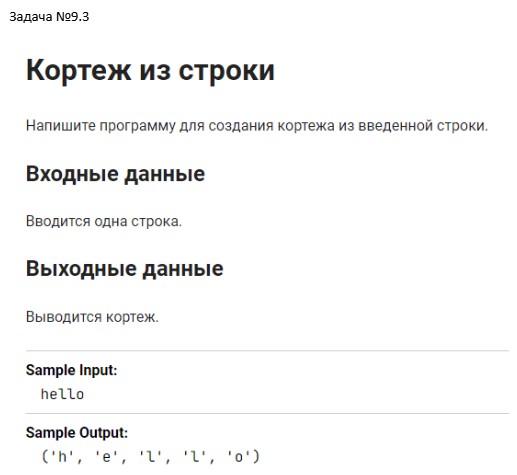 Задача №9.3
Кортеж из строки
Напишите программу для создания кортежа из введенной строки.
Входные данные
Вводится одна строка.
Выходные данные
Выводится кортеж.
Sample Input:
hello
Sample Output:
('h', 'e', 'l', 'l', 'o')